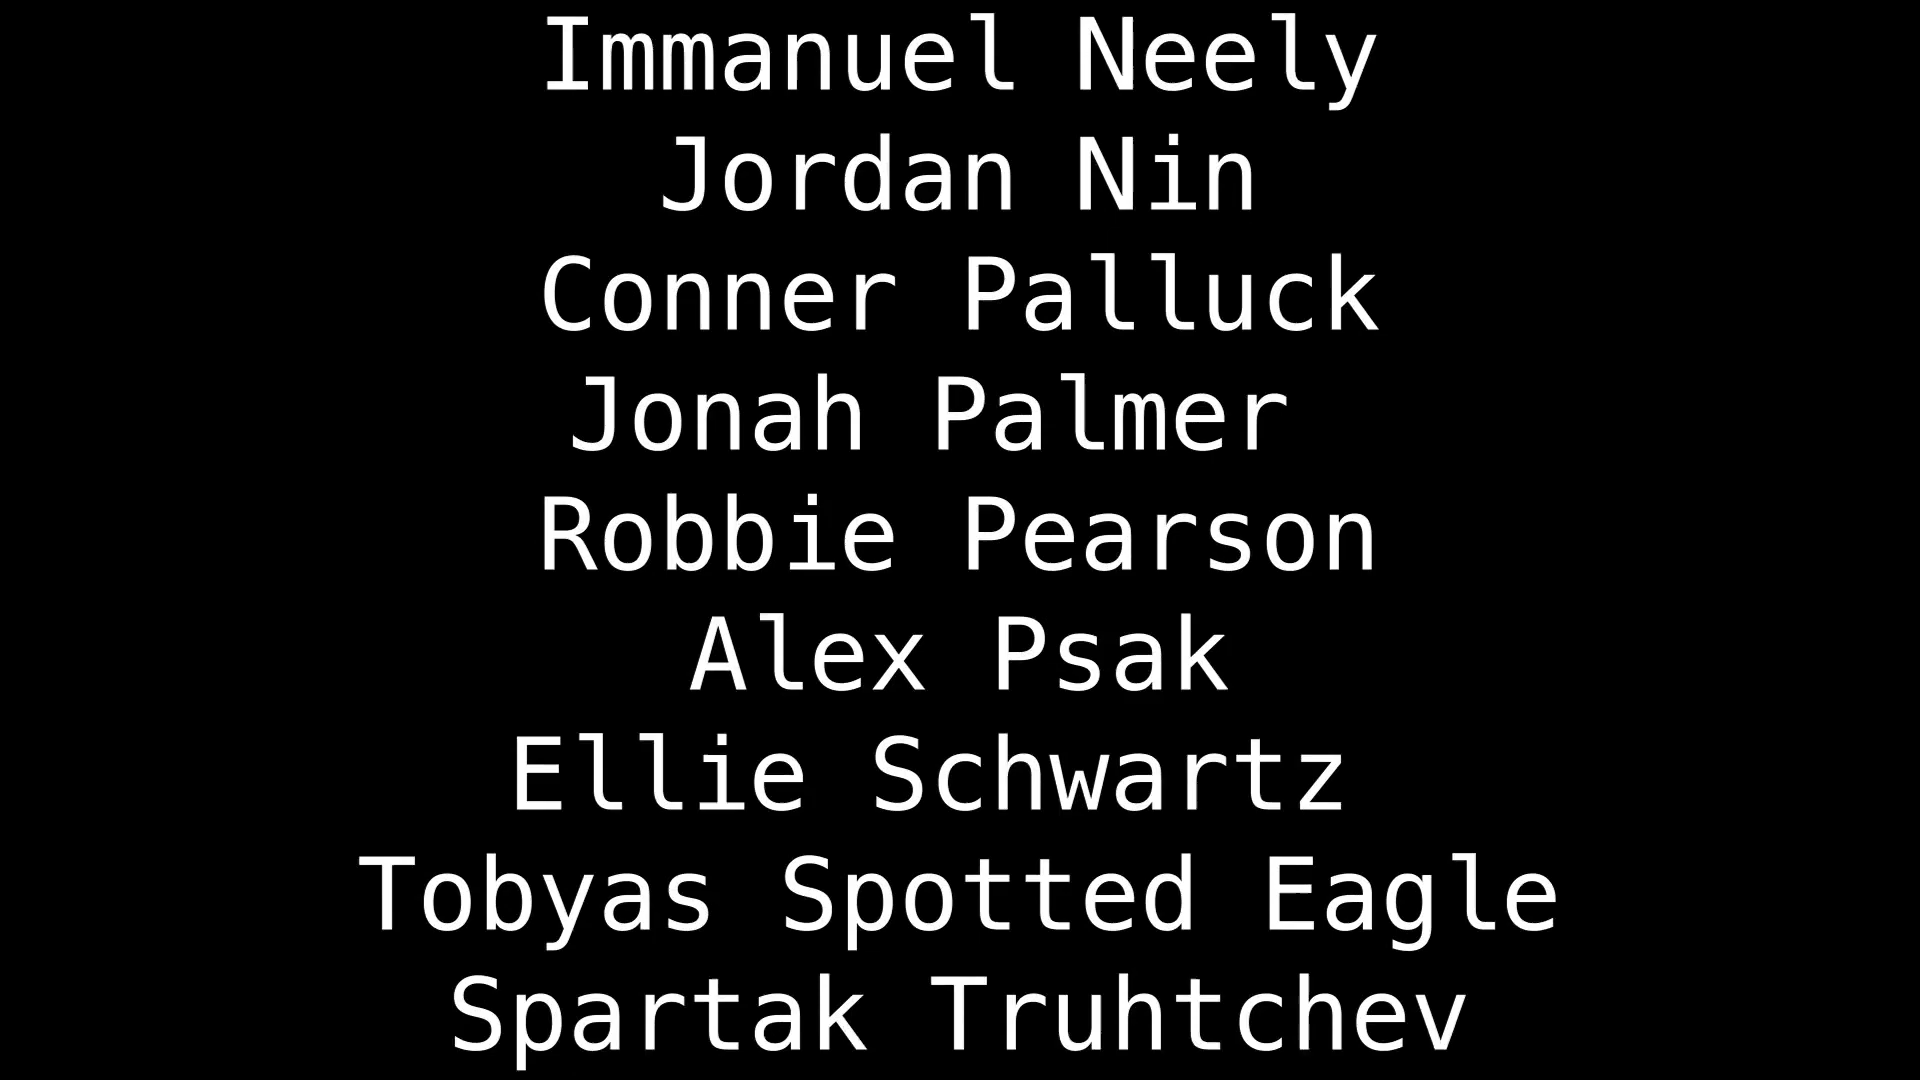 Immanuel Neely
Jordan Nin
Conner Palluck
Jonah Palmer
Robbie Pearson
Alex Psak
Ellie Schwartz
Tobyas Spotted Eagle
Spartak Truhtchev